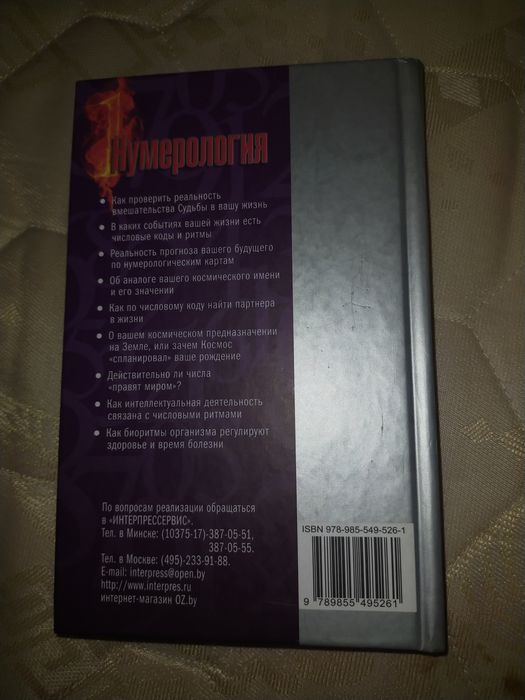 Нумерология
• Как проверить реальность
вмешательства Судьбы в вашу жизнь
• В каких событиях вашей жизни есть
числовые коды и ритмы
• Реальность прогноза вашего будущего
по нумерологическим картам
• Об аналоге вашего космического имени
и его значении
• Как по числовому коду найти партнера
в жизни
• О вашем космическом предназначении
на Земле, или зачем Космос
«спланировал» ваше рождение
• Действительно ли числа
«правят миром»?
• Как интеллектуальная деятельность
связана с числовыми ритмами
• Как биоритмы организма регулируют
здоровье и время болезни
По вопросам реализации обращаться
в «ИНТЕРПРЕССЕРВИС».
Тел. в Минске: (10375-17)-387-05-51,
387-05-55.
Тел. в Москве: (495)-233-91-88.
E-mail: interpress@open.by
http://www.interpres.ru
интернет-магазин OZ.by
ISBN 978-985-549-526-1
9 789855 495261